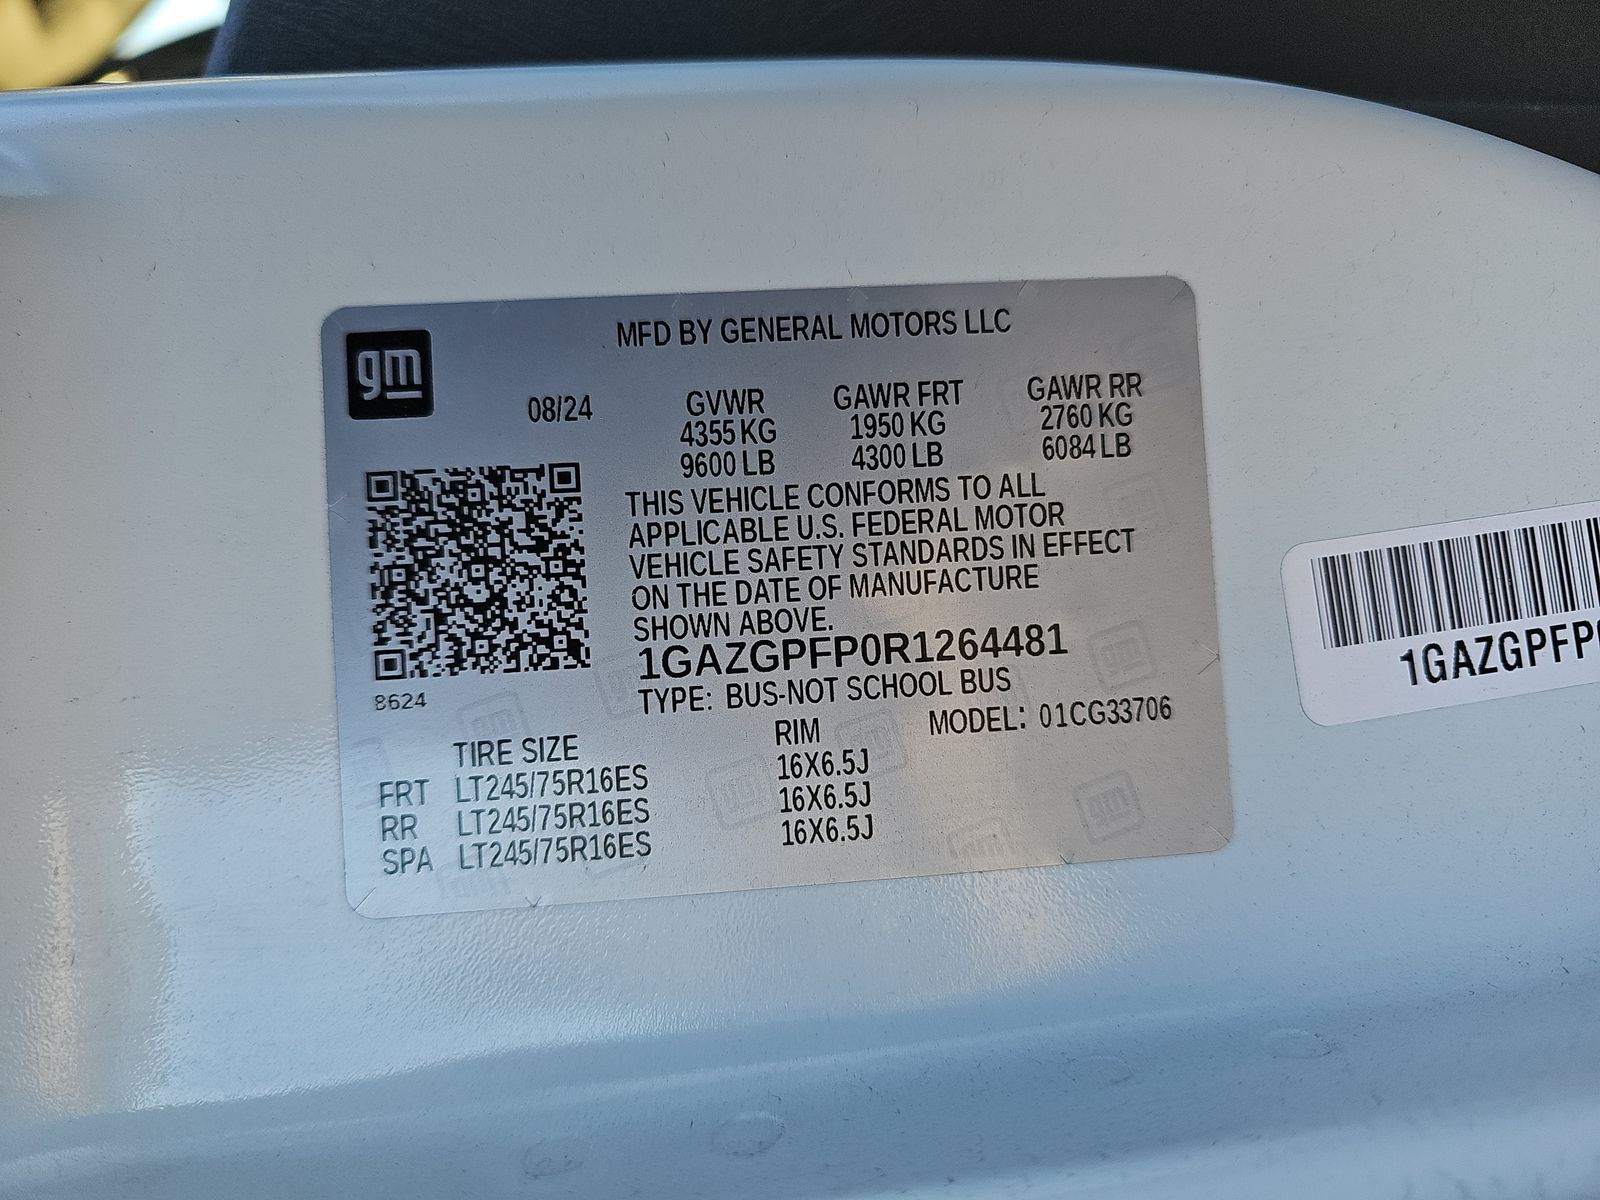 gm
MFD BY GENERAL MOTORS LLC
08/24 GVWR GAWR FRT GAWR RR
4355 KG 1950 KG 2760 KG
9600 LB 4300 LB 6084 LB
THIS VEHICLE CONFORMS TO ALL
APPLICABLE U.S. FEDERAL MOTOR
VEHICLE SAFETY STANDARDS IN EFFECT
ON THE DATE OF MANUFACTURE
SHOWN ABOVE.
1GAZGPFP0R1264481
8624
TYPE: BUS-NOT SCHOOL BUS
MODEL: 01CG33706
TIRE SIZE RIM
FRT LT245/75R16ES 16X6.5J
RR LT245/75R16ES 16X6.5J
SPA LT245/75R16ES 16X6.5J
1GAZGPFP